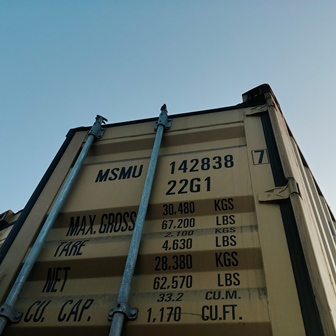 MSMU 142838 7
22G1
MAX.GROSS 30.480 KGS
67,200 LBS
TARE 2.100 KGS
4,630 LBS
NET 28.380 KGS
62,570 LBS
CU. CAP. 33.2 CU.M.
1,170 CU.FT.